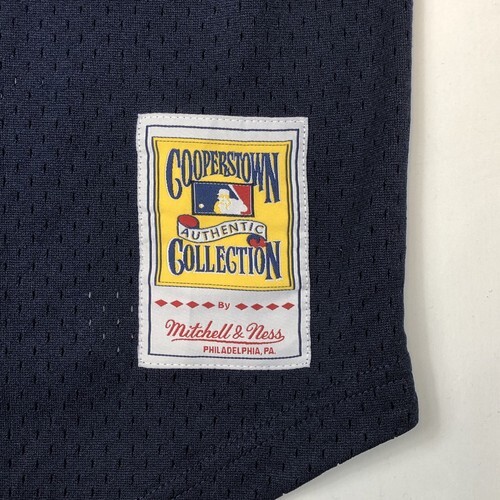 COOPERSTOWN
AUTHENTIC
COLLECTION
By
Mitchell & Ness
PHILADELPHIA, PA.